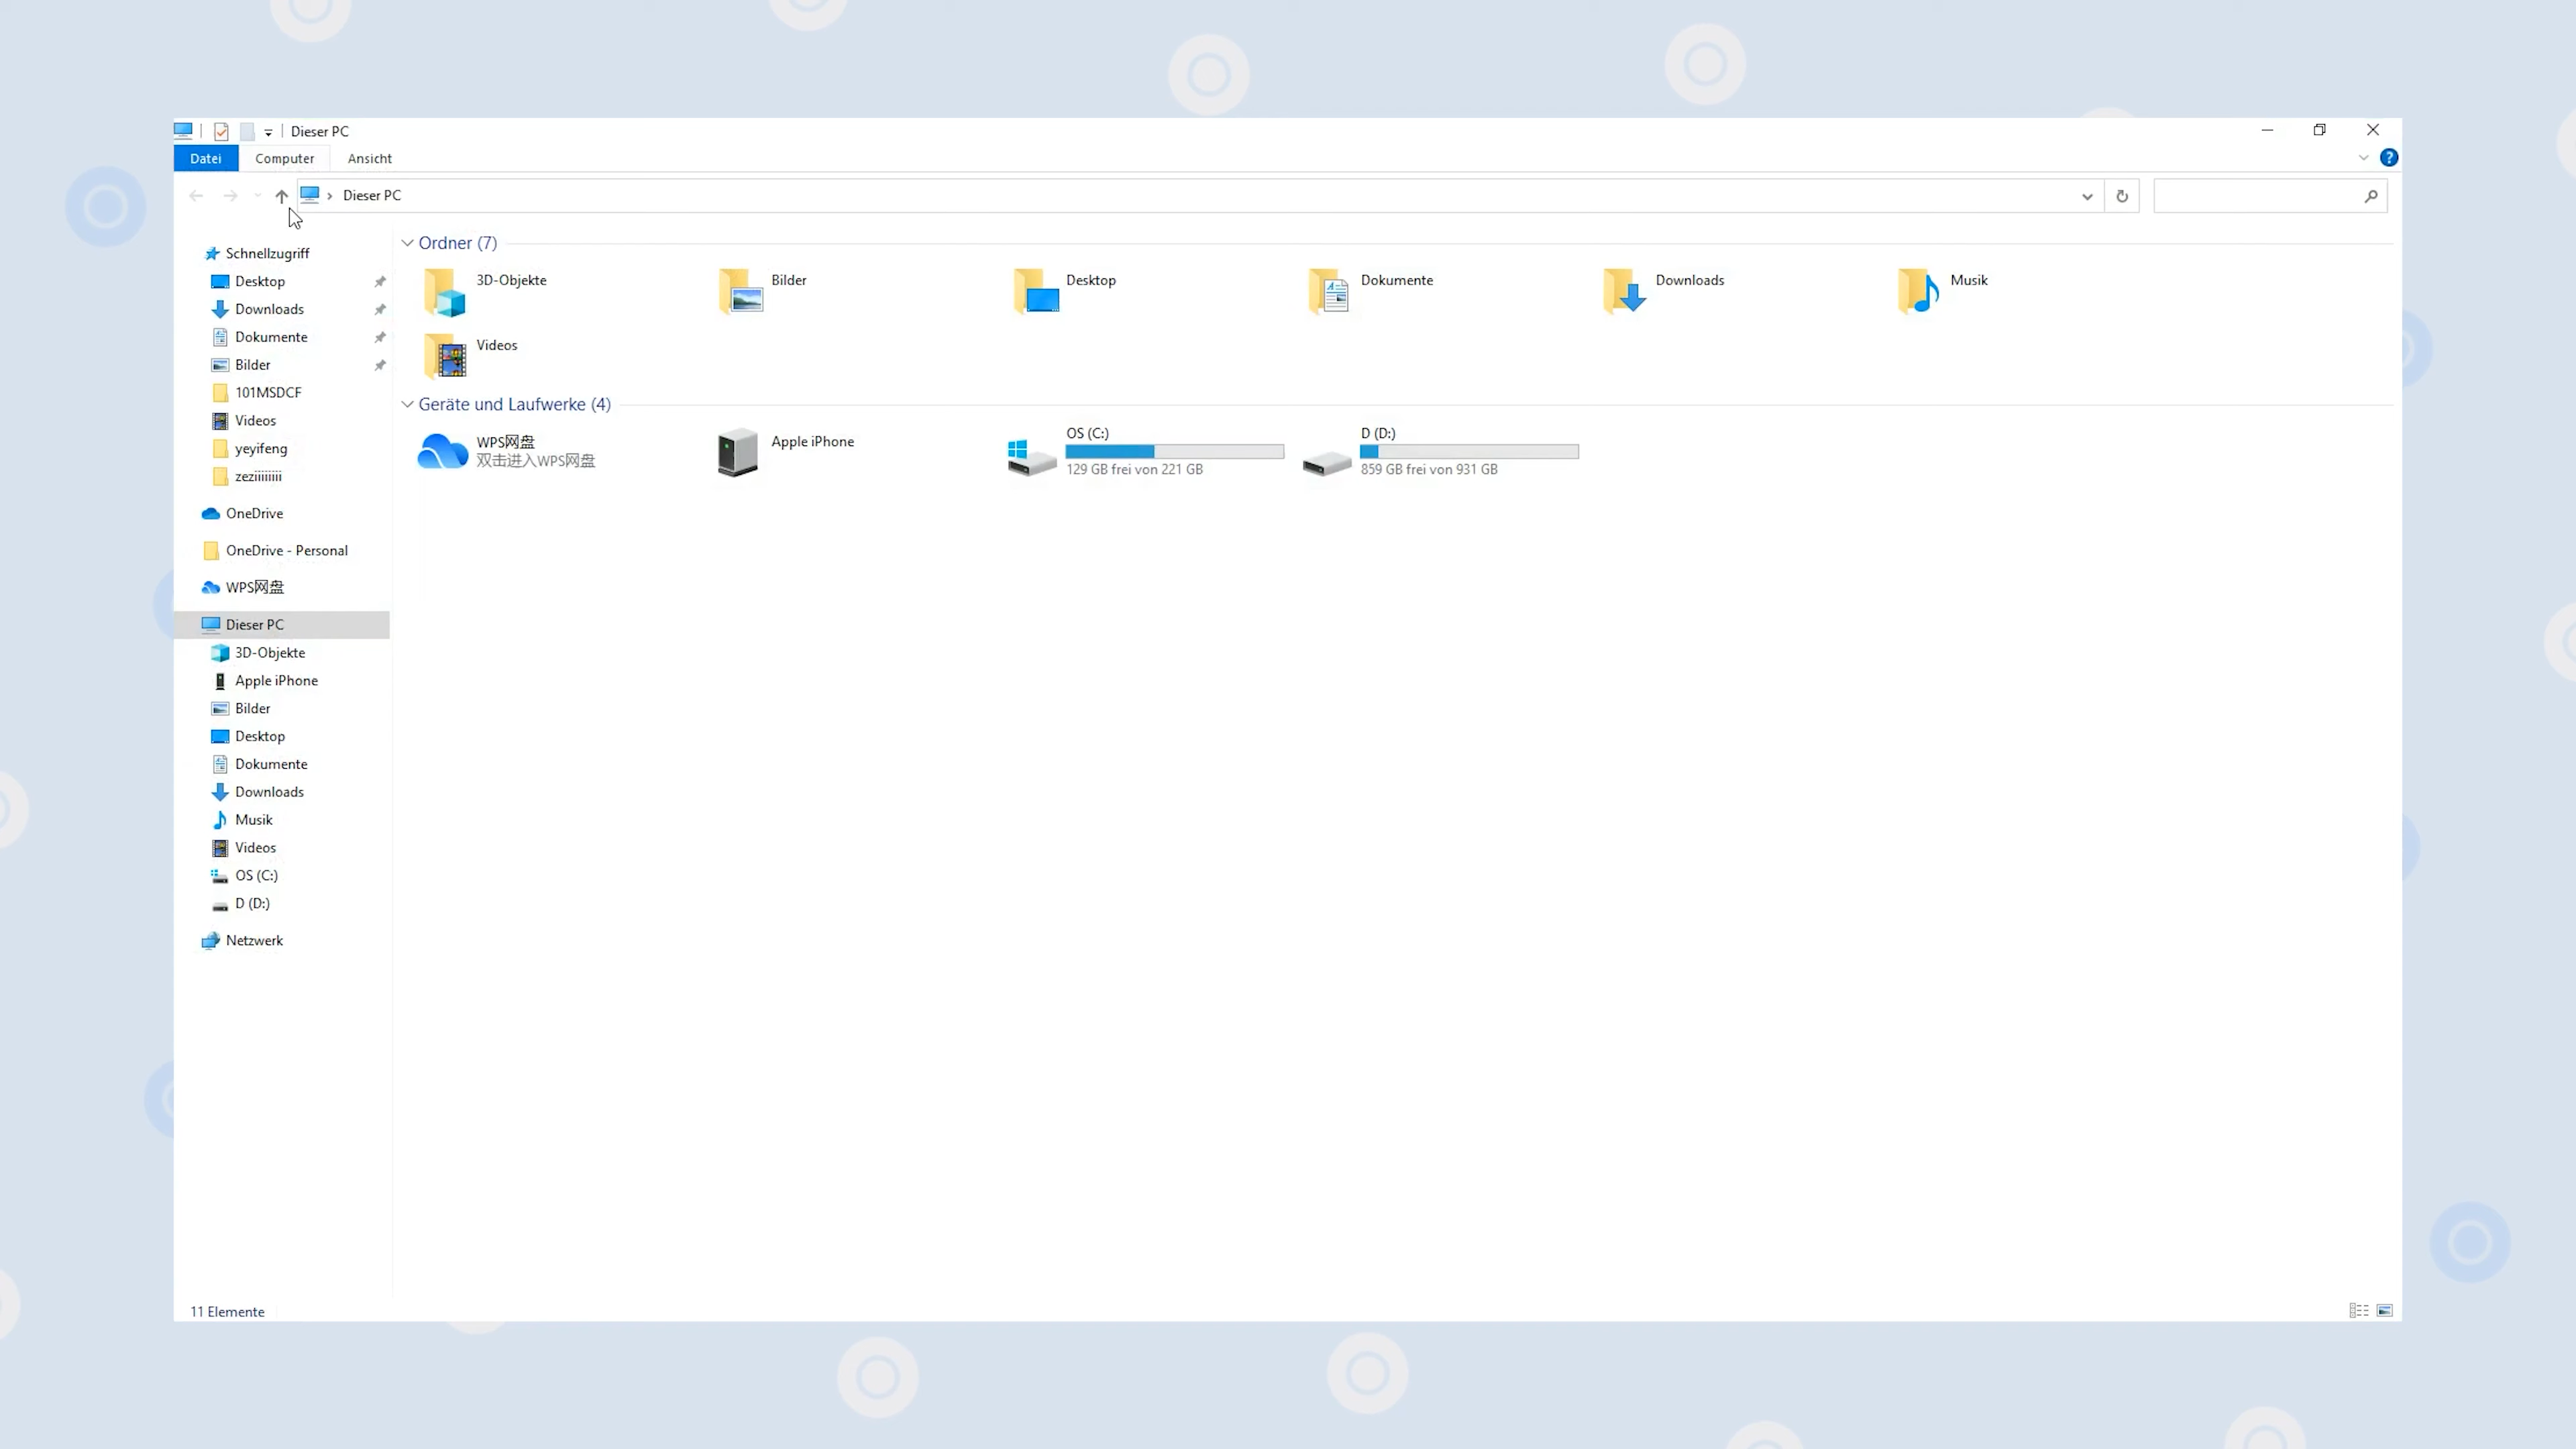 Dieser PC
Datei
Computer
Ansicht
Dieser PC
Schnellzugriff
Desktop
Downloads
Dokumente
Bilder
101MSDCF
Videos
yeyifeng
zeziiiiiiii
OneDrive
OneDrive - Personal
WPS网盘
Dieser PC
3D-Objekte
Apple iPhone
Bilder
Desktop
Dokumente
Downloads
Musik
Videos
OS (C:)
D (D:)
Netzwerk
Ordner (7)
3D-Objekte
Bilder
Desktop
Dokumente
Downloads
Musik
Videos
Geräte und Laufwerke (4)
WPS网盘
双击进入WPS网盘
Apple iPhone
OS (C:)
129 GB frei von 221 GB
D (D:)
859 GB frei von 931 GB
11 Elemente